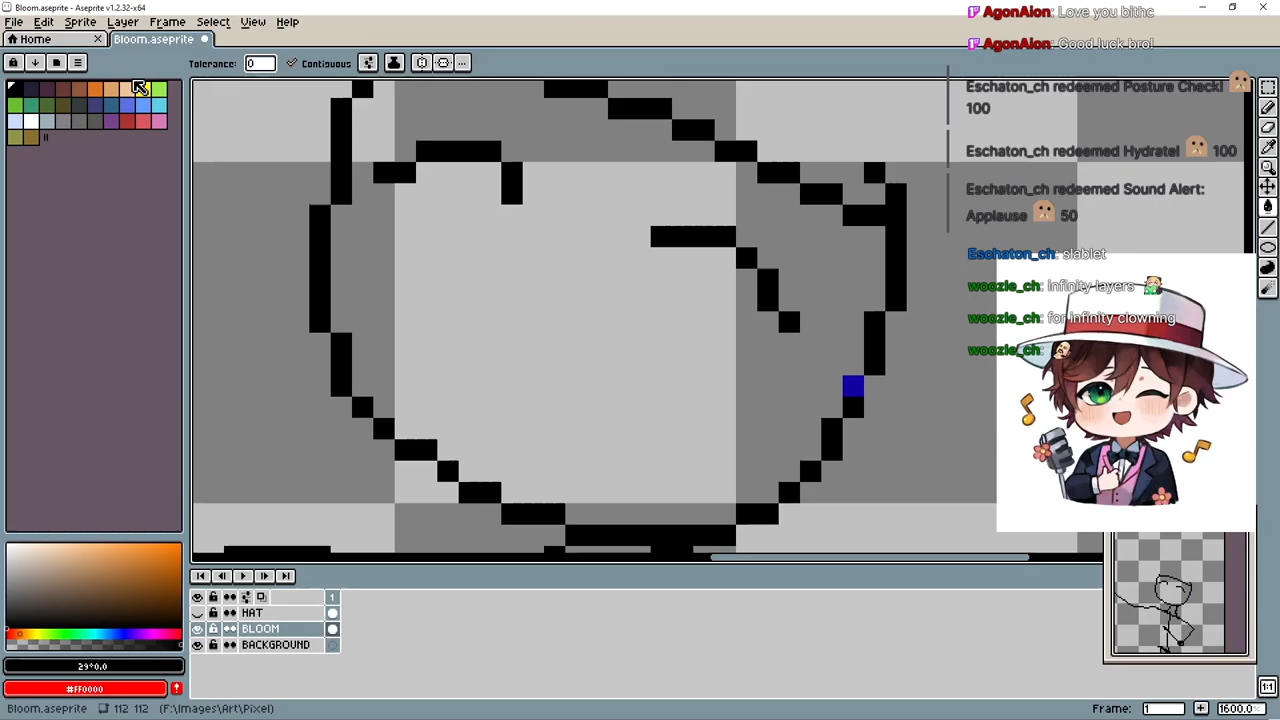 Bloom.aseprite - Aseprite v1.2.32-x64
File Edit Sprite Layer Frame Select View Help
Home
Bloom.aseprite
Tolerance: 0 Continuous
AgonAion: Love you bithc
AgonAion: Good luck bro!
Eschaton_ch redeemed Posture Check!
100
Eschaton_ch redeemed Hydrate! 100
Eschaton_ch redeemed Sound Alert:
Applause 50
Eschaton_ch: slablet
woozle_ch: Infinity layers
woozle_ch: for infinity clowning
woozle_ch:
1
HAT
BLOOM
BACKGROUND
29*0.0
#FF0000
Bloom.aseprite 112 112 (F:\Images\Art\Pixel)
Frame: 1
1600.0
1:1